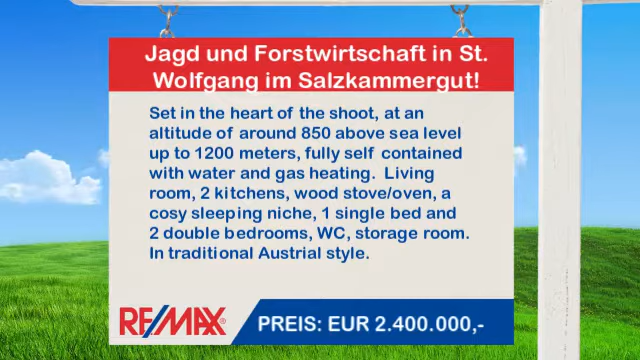 Jagd und Forstwirtschaft in St.
Wolfgang im Salzkammergut!
Set in the heart of the shoot, at an
altitude of around 850 above sea level
up to 1200 meters, fully self contained
with water and gas heating. Living
room, 2 kitchens, wood stove/oven, a
cosy sleeping niche, 1 single bed and
2 double bedrooms, WC, storage room.
In traditional Austrial style.
RE/MAX®
PREIS: EUR 2.400.000,-